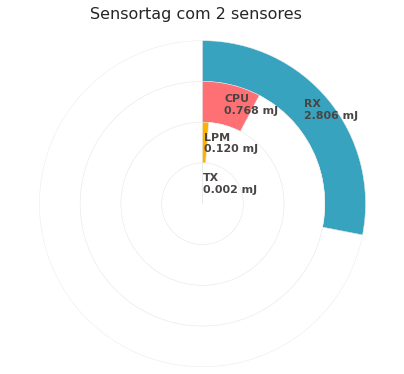 Sensortag com 2 sensores
RX
2.806 mJ
CPU
0.768 mJ
LPM
0.120 mJ
TX
0.002 mJ